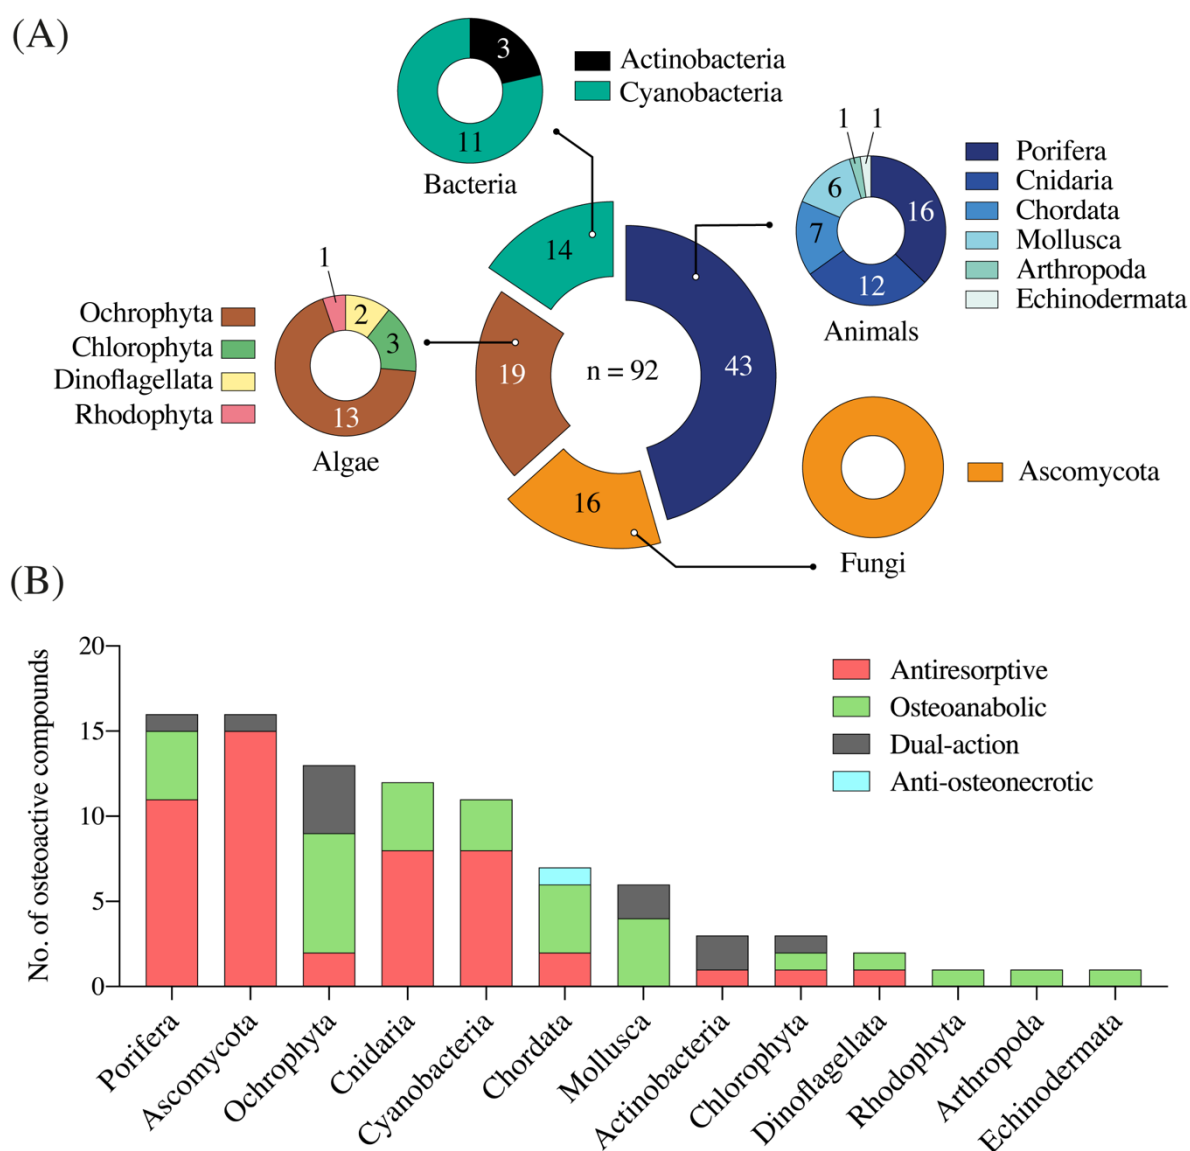 (A)
3
11
Bacteria
Actinobacteria
Cyanobacteria
1
1
6
16
7
12
Animals
Porifera
Cnidaria
Chordata
Mollusca
Arthropoda
Echinodermata
14
19
n = 92
43
16
Ochrophyta
Chlorophyta
Dinoflagellata
Rhodophyta
1
2
3
13
Algae
Ascomycota
Fungi
(B)
No. of osteoactive compounds
20
15
10
5
0
Antiresorptive
Osteoanabolic
Dual-action
Anti-osteonecrotic
Porifera
Ascomycota
Ochrophyta
Cnidaria
Cyanobacteria
Chordata
Mollusca
Actinobacteria
Chlorophyta
Dinoflagellata
Rhodophyta
Arthropoda
Echinodermata